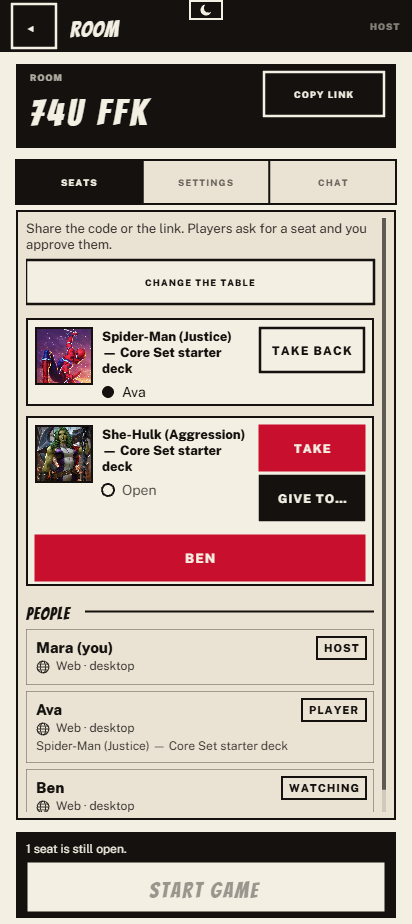 ROOM
HOST
ROOM
74U FFK
COPY LINK
SEATS
SETTINGS
CHAT
Share the code or the link. Players ask for a seat and you
approve them.
CHANGE THE TABLE
Spider-Man (Justice)
— Core Set starter
deck
Ava
TAKE BACK
She-Hulk (Aggression)
— Core Set starter
deck
Open
TAKE
GIVE TO...
BEN
PEOPLE
Mara (you)
Web · desktop
HOST
Ava
Web · desktop
Spider-Man (Justice) — Core Set starter deck
PLAYER
Ben
Web · desktop
WATCHING
1 seat is still open.
START GAME